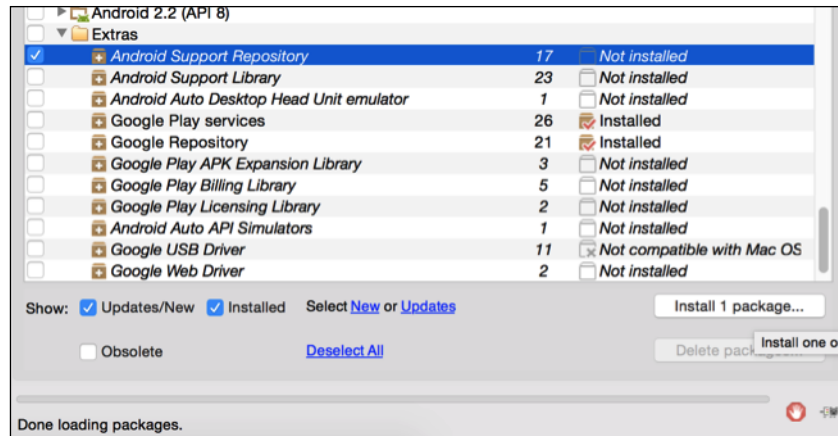 Android 2.2 (API 8)
Extras
Android Support Repository 17 Not installed
Android Support Library 23 Not installed
Android Auto Desktop Head Unit emulator 1 Not installed
Google Play services 26 Installed
Google Repository 21 Installed
Google Play APK Expansion Library 3 Not installed
Google Play Billing Library 5 Not installed
Google Play Licensing Library 2 Not installed
Android Auto API Simulators 1 Not installed
Google USB Driver 11 Not compatible with Mac OS
Google Web Driver 2 Not installed
Show: Updates/New Installed Select New or Updates Install 1 package...
Install one o
Obsolete Deselect All Delete pac
Done loading packages.